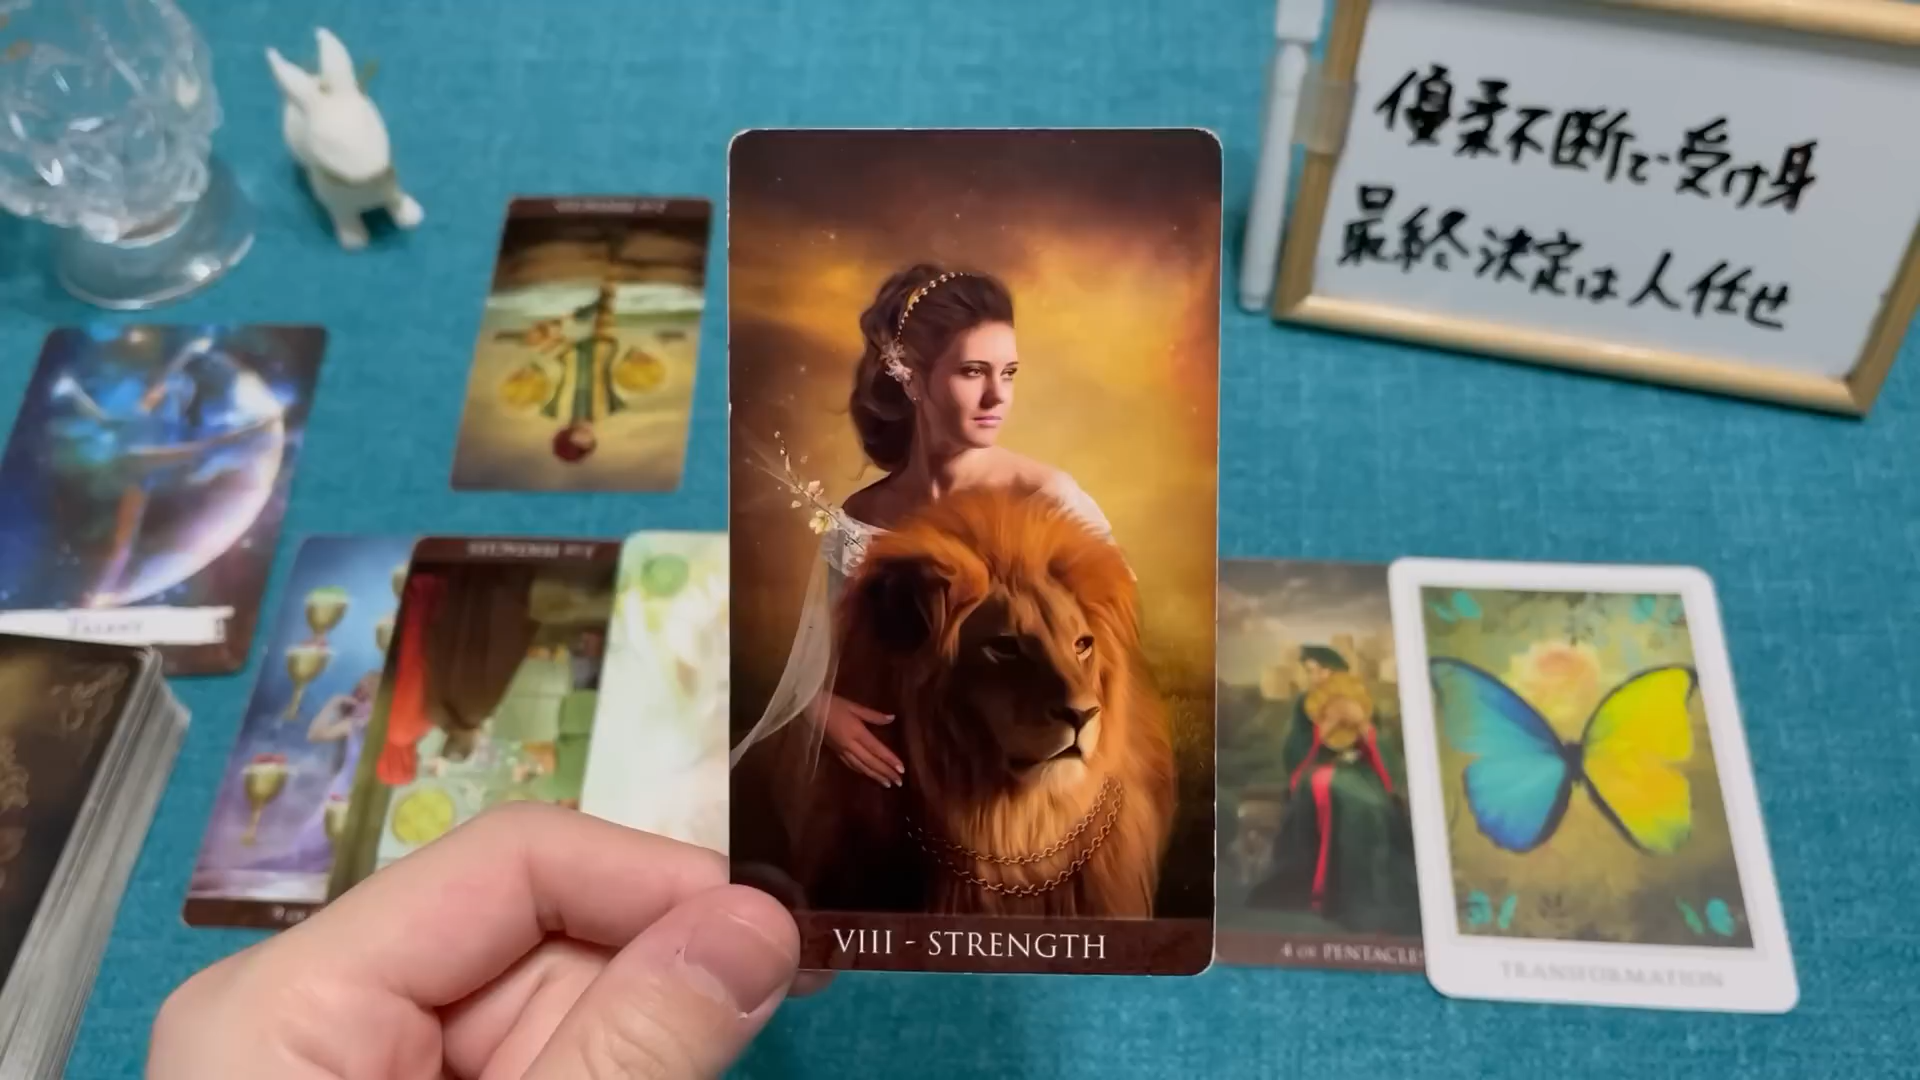 優柔不断で受け身
最終決定は人任せ
TALENT
VIII - STRENGTH
4 OF PENTACLES
TRANSFORMATION